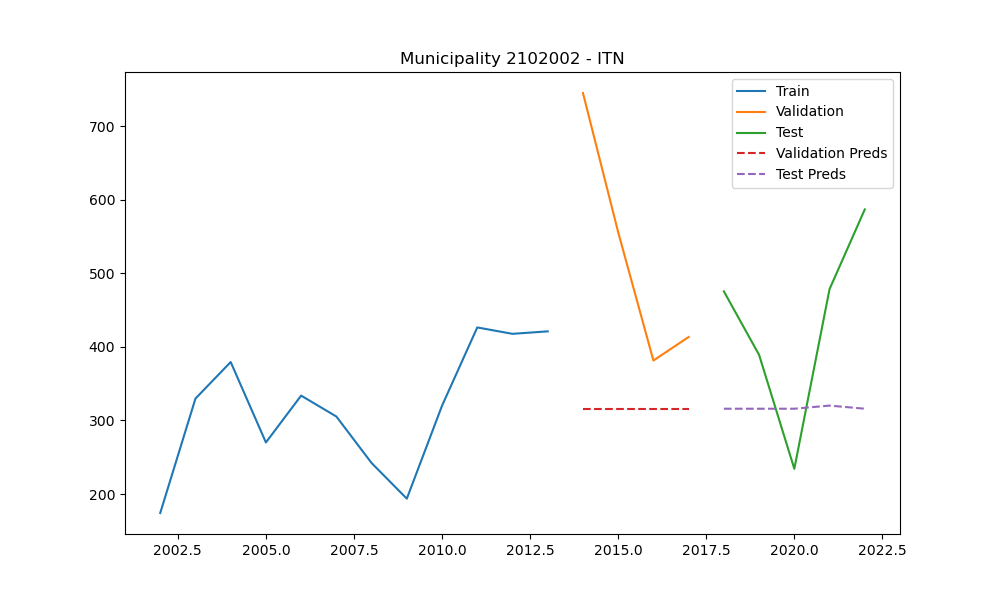 Municipality 2102002 - ITN
Train
Validation
Test
Validation Preds
Test Preds
700
600
500
400
300
200
2002.5 2005.0 2007.5 2010.0 2012.5 2015.0 2017.5 2020.0 2022.5